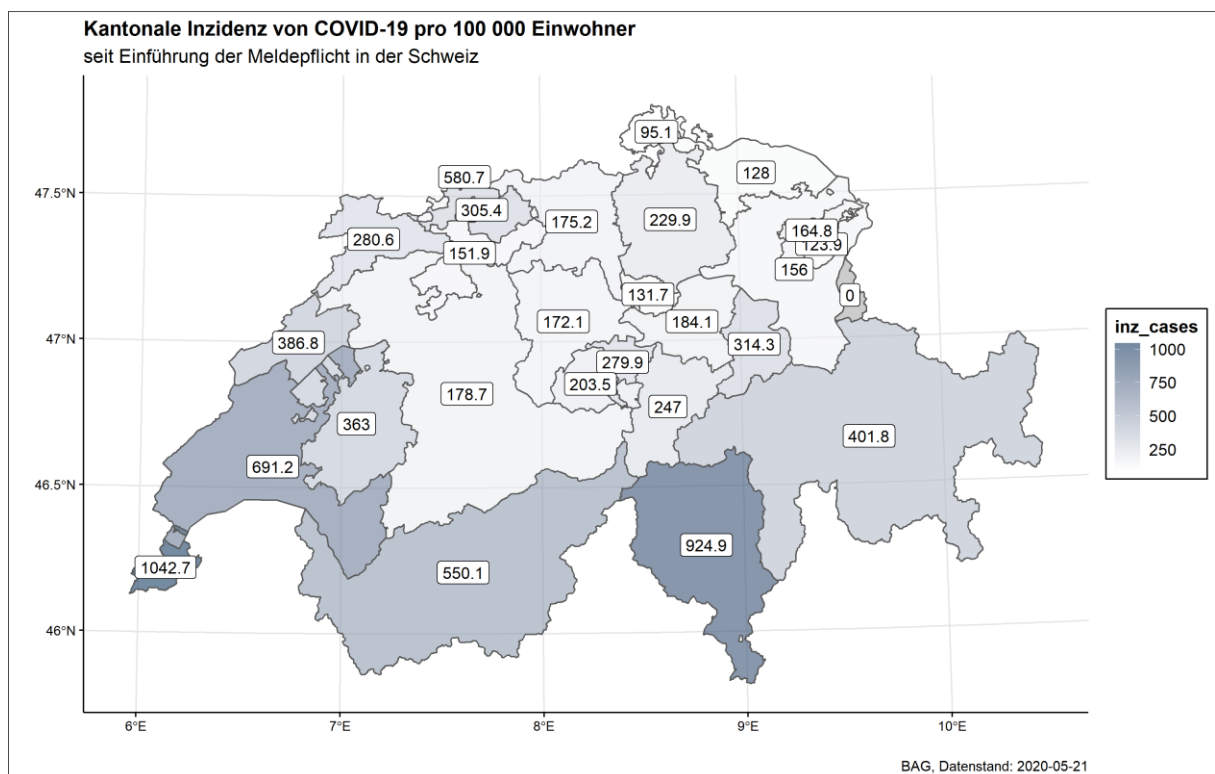 Kantonale Inzidenz von COVID-19 pro 100 000 Einwohner
seit Einführung der Meldepflicht in der Schweiz
95.1
128
580.7
47.5°N
305.4
175.2
229.9
164.8
123.9
280.6
151.9
156
131.7
0
172.1
184.1
47°N
386.8
314.3
279.9
203.5
178.7
247
363
401.8
691.2
46.5°N
924.9
1042.7
550.1
46°N
inz_cases
1000
750
500
250
6°E
7°E
8°E
9°E
10°E
BAG, Datenstand: 2020-05-21